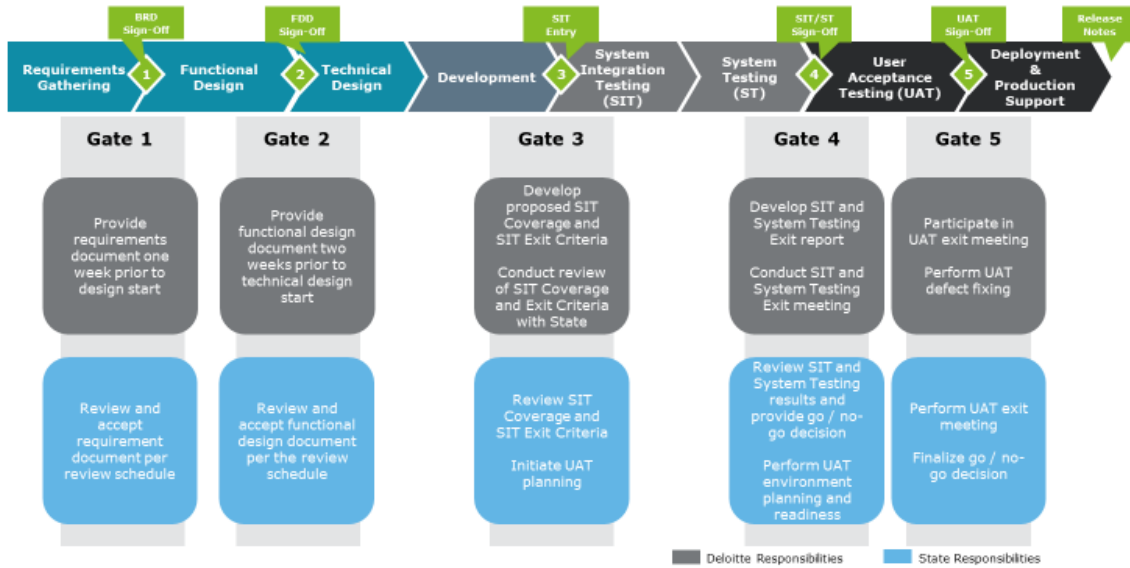 BRD
Sign-Off
FDD
Sign-Off
SIT
Entry
SIT/ST
Sign-Off
UAT
Sign-Off
Release
Notes
Requirements
Gathering
1
Functional
Design
2
Technical
Design
Development
3
System
Integration
Testing
(SIT)
System
Testing
(ST)
4
User
Acceptance
Testing (UAT)
5
Deployment
&
Production
Support
Gate 1
Gate 2
Gate 3
Gate 4
Gate 5
Provide
requirements
document one
week prior to
design start
Provide
functional design
document two
weeks prior to
technical design
start
Develop
proposed SIT
Coverage and
SIT Exit Criteria
Conduct review
of SIT Coverage
and Exit Criteria
with State
Develop SIT and
System Testing
Exit report
Conduct SIT and
System Testing
Exit meeting
Participate in
UAT exit meeting
Perform UAT
defect fixing
Review and
accept
requirement
document per
review schedule
Review and
accept functional
design document
per the review
schedule
Review SIT
Coverage and
SIT Exit Criteria
Initiate UAT
planning
Review SIT and
System Testing
results and
provide go / no-
go decision
Perform UAT
environment
planning and
readiness
Perform UAT exit
meeting
Finalize go / no-
go decision
Deloitte Responsibilities
State Responsibilities